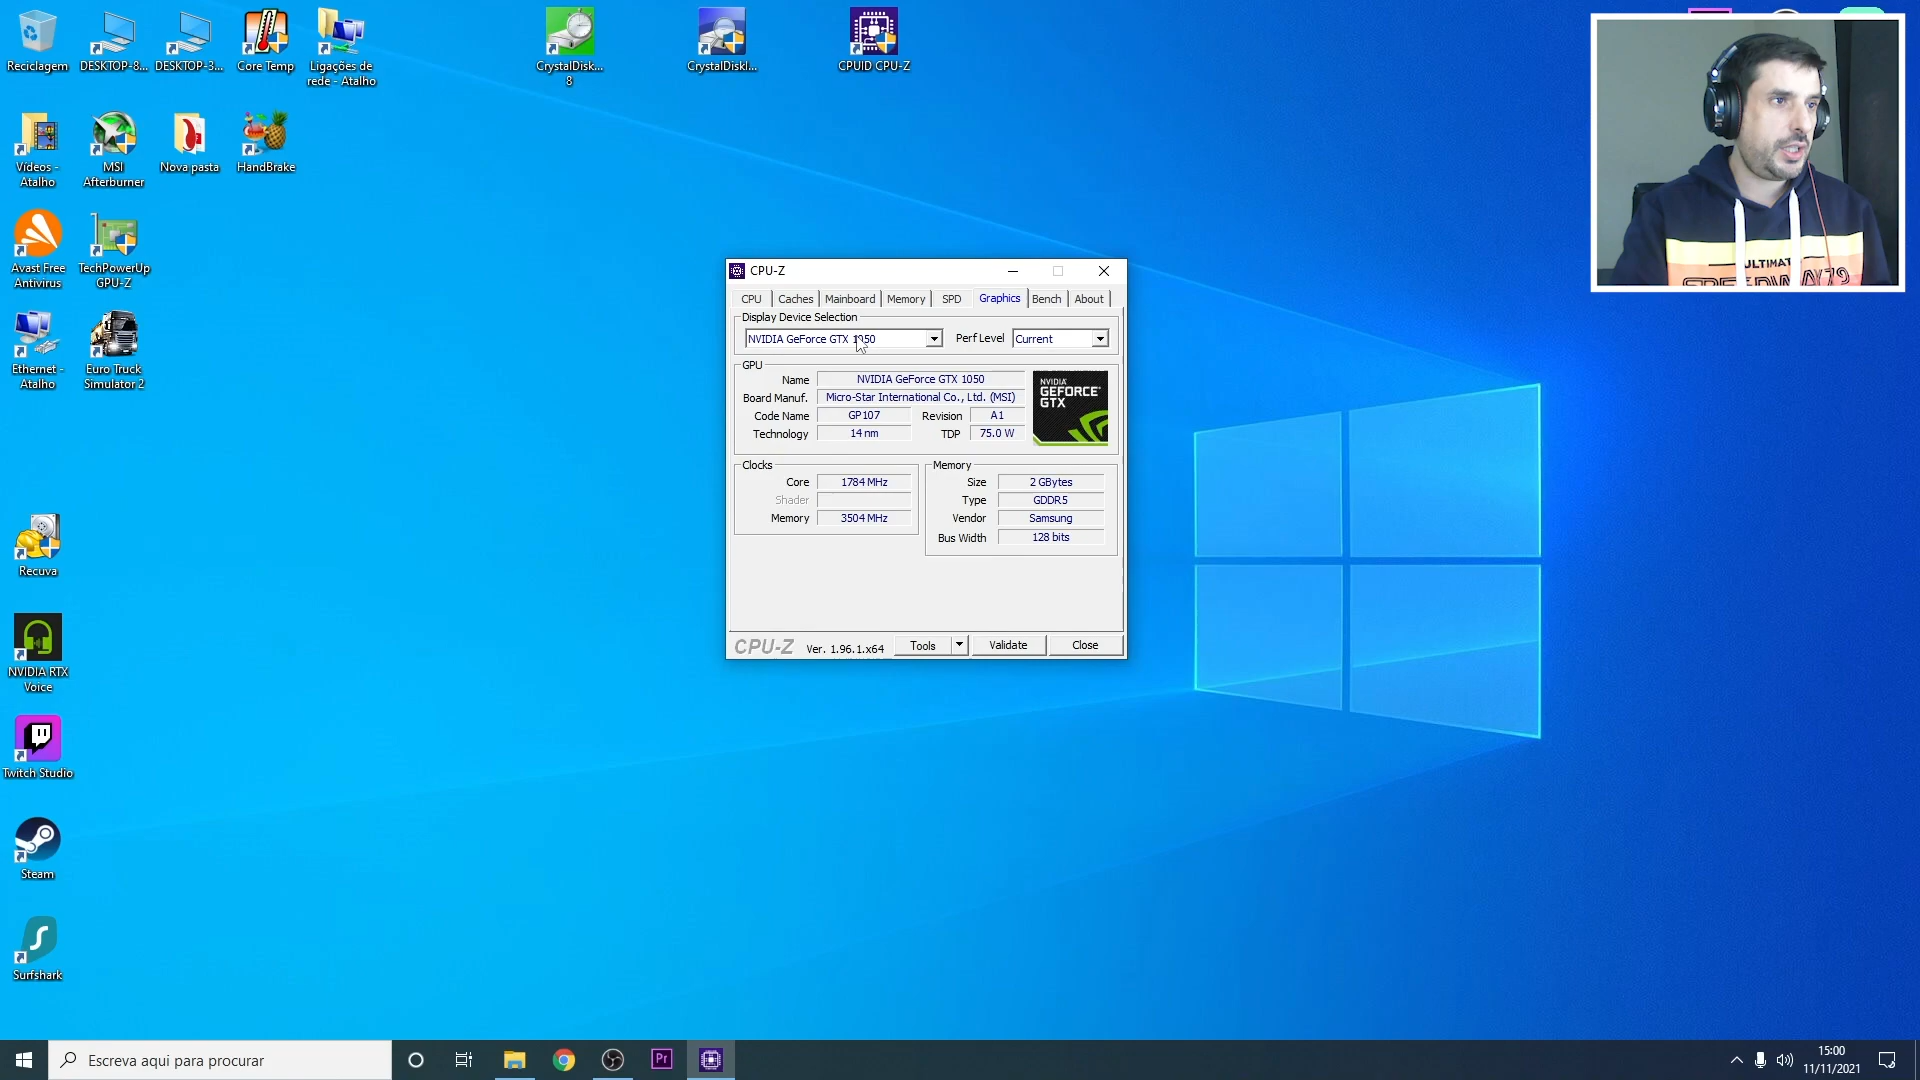 Reciclagem
DESKTOP-8...
DESKTOP-3...
Core Temp
Ligações de
rede - Atalho
CrystalDisk...
8
CrystalDiskI...
CPUID CPU-Z
Vídeos -
Atalho
MSI
Afterburner
Nova pasta
HandBrake
Avast Free
Antivirus
TechPowerUp
GPU-Z
Ethernet -
Atalho
Euro Truck
Simulator 2
Recuva
NVIDIA RTX
Voice
Twitch Studio
Steam
Surfshark
CPU-Z
CPU Caches Mainboard Memory SPD Graphics Bench About
Display Device Selection
NVIDIA GeForce GTX 1050 Perf Level Current
GPU
Name NVIDIA GeForce GTX 1050
Board Manuf. Micro-Star International Co., Ltd. (MSI)
Code Name GP107 Revision A1
Technology 14 nm TDP 75.0 W
NVIDIA
GEFORCE
GTX
Clocks
Core 1784 MHz
Shader
Memory 3504 MHz
Memory
Size 2 GBytes
Type GDDR5
Vendor Samsung
Bus Width 128 bits
CPU-Z Ver. 1.96.1.x64 Tools Validate Close
ULTIMAT
Escreva aqui para procurar
Pr
15:00
11/11/2021